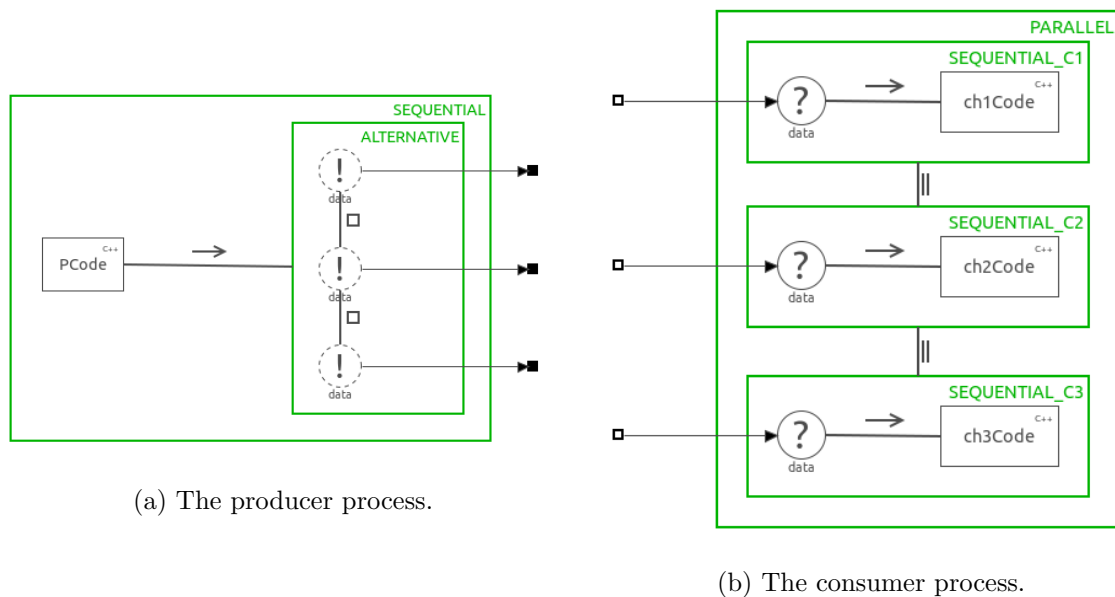 SEQUENTIAL
ALTERNATIVE
!
data
C++
PCode
!
data
!
data
(a) The producer process.
PARALLEL
SEQUENTIAL_C1
?
data
C++
ch1Code
SEQUENTIAL_C2
?
data
C++
ch2Code
SEQUENTIAL_C3
?
data
C++
ch3Code
(b) The consumer process.